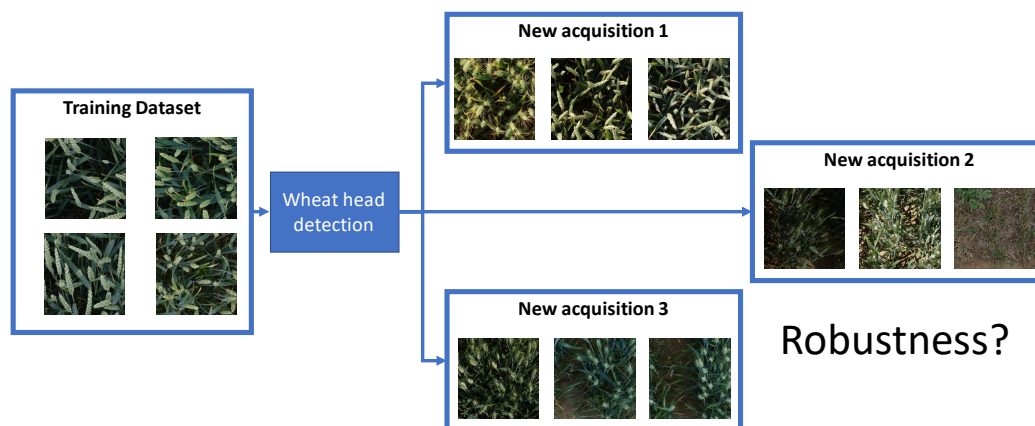 New acquisition 1
Training Dataset
New acquisition 2
Wheat head
detection
New acquisition 3
Robustness?